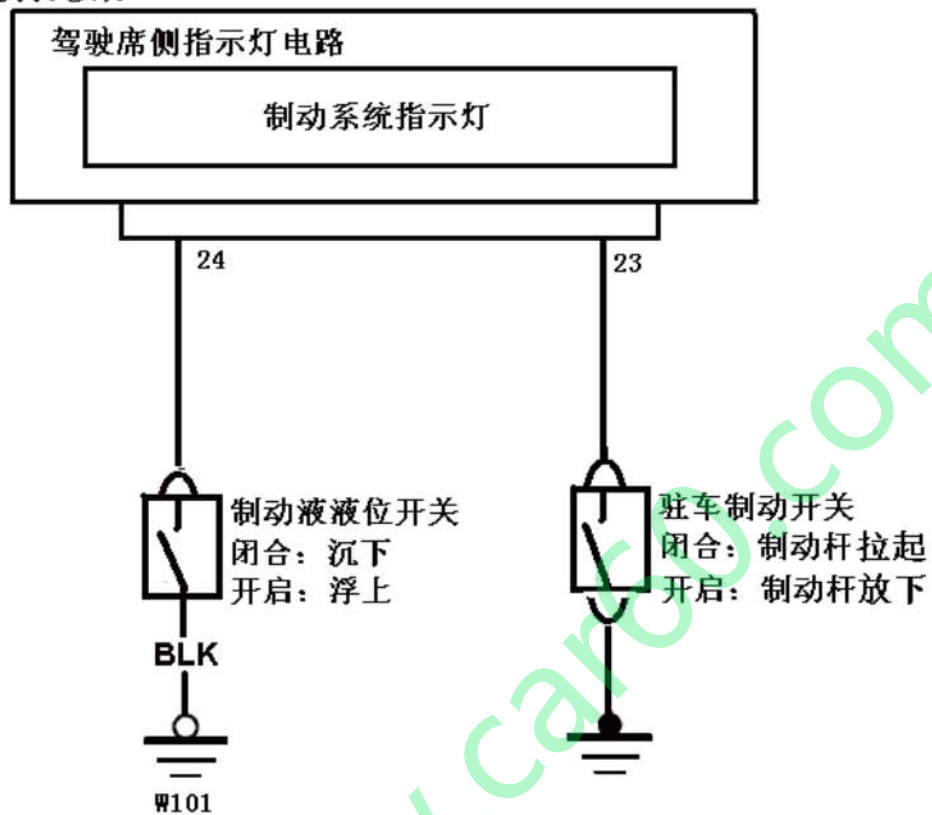 驾驶席侧指示灯电路
制动系统指示灯
24
23
制动液液位开关
闭合：沉下
开启：浮上
驻车制动开关
闭合：制动杆拉起
开启：制动杆放下
BLK
W101
car60.com